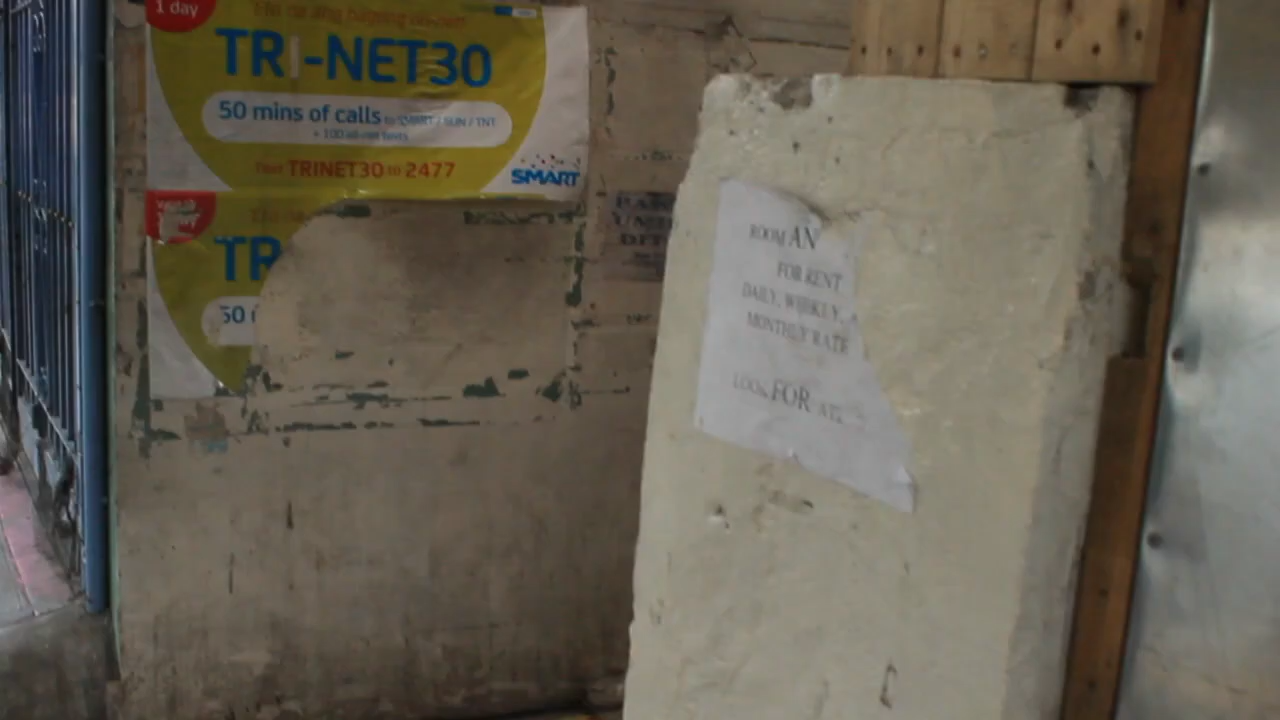 1 day
TRI-NET30
50 mins of calls to SMART / SUN / TNT
+ 100 all-net texts
Text TRINET30 to 2477
SMART
TR
50
ROOM AN
FOR RENT
DAILY, WEEKLY,
MONTHLY RATE
LOOK FOR